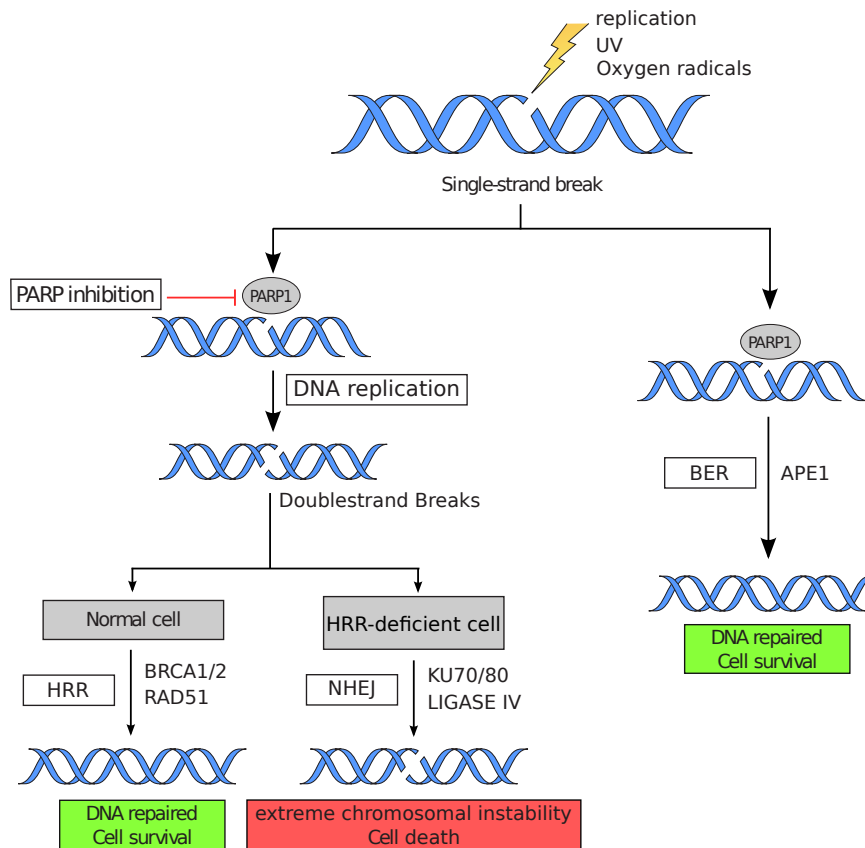 replication
UV
Oxygen radicals
Single-strand break
PARP inhibition
PARP1
PARP1
DNA replication
Doublestrand Breaks
BER
APE1
Normal cell
HRR-deficient cell
DNA repaired
Cell survival
HRR
BRCA1/2
RAD51
NHEJ
KU70/80
LIGASE IV
DNA repaired
Cell survival
extreme chromosomal instability
Cell death